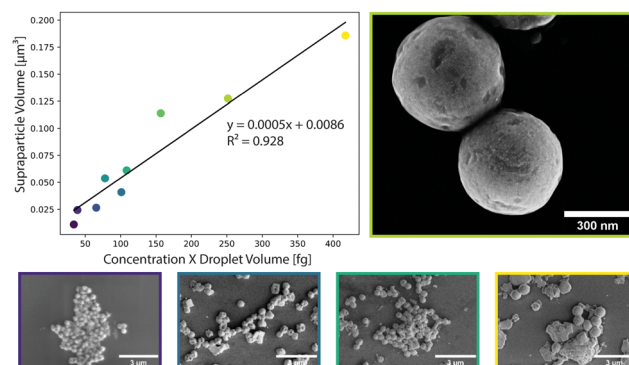 Supraparticle Volume [µm³]
0.200
0.175
0.150
0.125
0.100
0.075
0.050
0.025
y = 0.0005x + 0.0086
R² = 0.928
50 100 150 200 250 300 350 400
Concentration X Droplet Volume [fg]
300 nm
3 µm
3 µm
3 µm